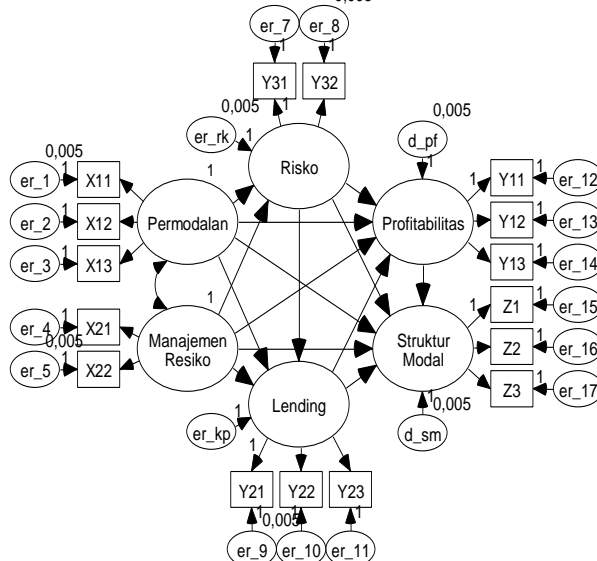 0,005
er_7
er_8
1
1
Y31
Y32
0,005
1
1
er_rk
1
Risko
0,005
d_pf
1
0,005
er_1
1
X11
er_2
1
X12
er_3
1
X13
1
Permodalan
Profitabilitas
1
Y11
1
er_12
Y12
1
er_13
Y13
1
er_14
er_4
1
X21
0,005
er_5
1
X22
1
Manajemen
Resiko
Struktur
Modal
1
Z1
1
er_15
Z2
1
er_16
Z3
1
er_17
Lending
er_kp
1
1
0,005
d_sm
1
Y21
Y22
Y23
1
0,005
1
1
er_9
er_10
er_11